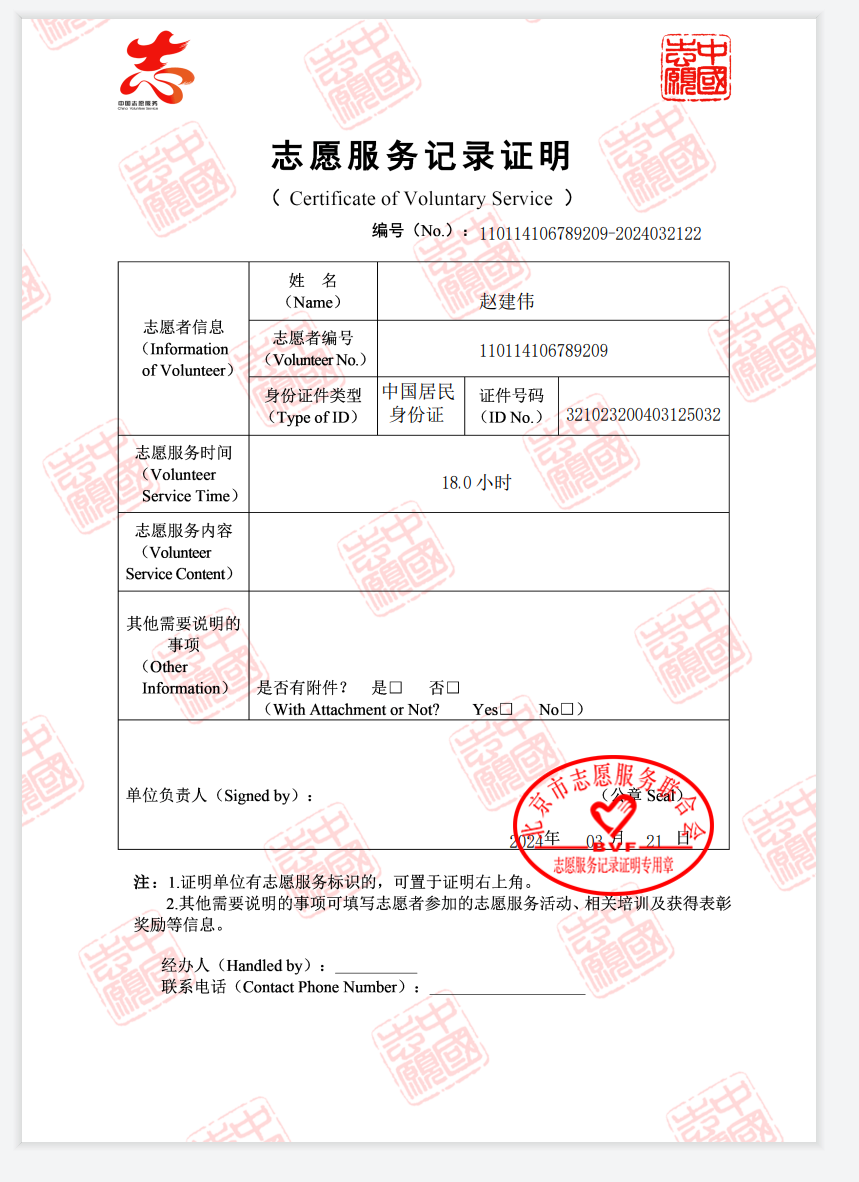 中国志愿服务
China Volunteer Service
志愿中國
志愿服务记录证明
（ Certificate of Voluntary Service ）
编号（No.）：110114106789209-2024032122
志愿者信息
（Information
of Volunteer）
姓 名
（Name）
赵建伟
志愿者编号
（Volunteer No.）
110114106789209
身份证件类型
（Type of ID）
中国居民
身份证
证件号码
（ID No.）
321023200403125032
志愿服务时间
（Volunteer
Service Time）
18.0 小时
志愿服务内容
（Volunteer
Service Content）
其他需要说明的
事项
（Other
Information）
是否有附件？ 是□ 否□
（With Attachment or Not? Yes□ No□）
单位负责人（Signed by）：
（公章 Seal）
2024年 03 月 21 日
北京市志愿服务联合会
BVF
志愿服务记录证明专用章
注：1.证明单位有志愿服务标识的，可置于证明右上角。
2.其他需要说明的事项可填写志愿者参加的志愿服务活动、相关培训及获得表彰
奖励等信息。
经办人（Handled by）：__________
联系电话（Contact Phone Number）：___________________